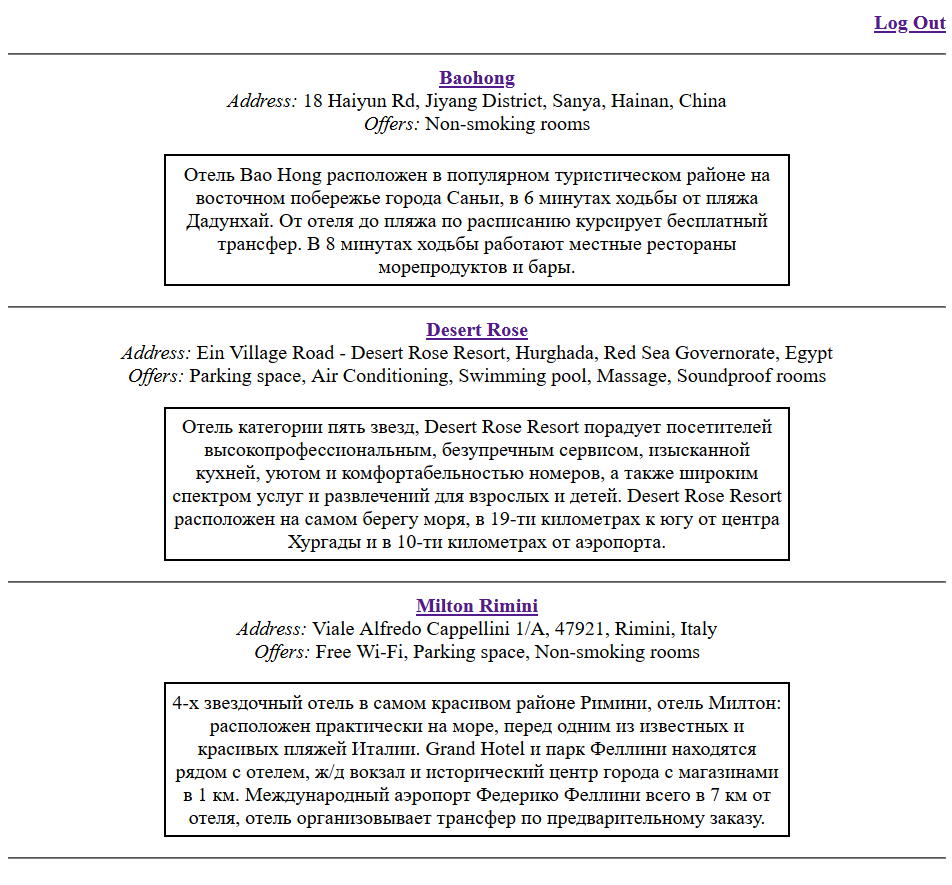 Log Out
Baohong
Address: 18 Haiyun Rd, Jiyang District, Sanya, Hainan, China
Offers: Non-smoking rooms
Отель Bao Hong расположен в популярном туристическом районе на
восточном побережье города Саньи, в 6 минутах ходьбы от пляжа
Дадунхай. От отеля до пляжа по расписанию курсирует бесплатный
трансфер. В 8 минутах ходьбы работают местные рестораны
морепродуктов и бары.
Desert Rose
Address: Ein Village Road - Desert Rose Resort, Hurghada, Red Sea Governorate, Egypt
Offers: Parking space, Air Conditioning, Swimming pool, Massage, Soundproof rooms
Отель категории пять звезд, Desert Rose Resort порадует посетителей
высокопрофессиональным, безупречным сервисом, изысканной
кухней, уютом и комфортабельностью номеров, а также широким
спектром услуг и развлечений для взрослых и детей. Desert Rose Resort
расположен на самом берегу моря, в 19-ти километрах к югу от центра
Хургады и в 10-ти километрах от аэропорта.
Milton Rimini
Address: Viale Alfredo Cappellini 1/A, 47921, Rimini, Italy
Offers: Free Wi-Fi, Parking space, Non-smoking rooms
4-х звездочный отель в самом красивом районе Римини, отель Милтон:
расположен практически на море, перед одним из известных и
красивых пляжей Италии. Grand Hotel и парк Феллини находятся
рядом с отелем, ж/д вокзал и исторический центр города с магазинами
в 1 км. Международный аэропорт Федерико Феллини всего в 7 км от
отеля, отель организовывает трансфер по предварительному заказу.